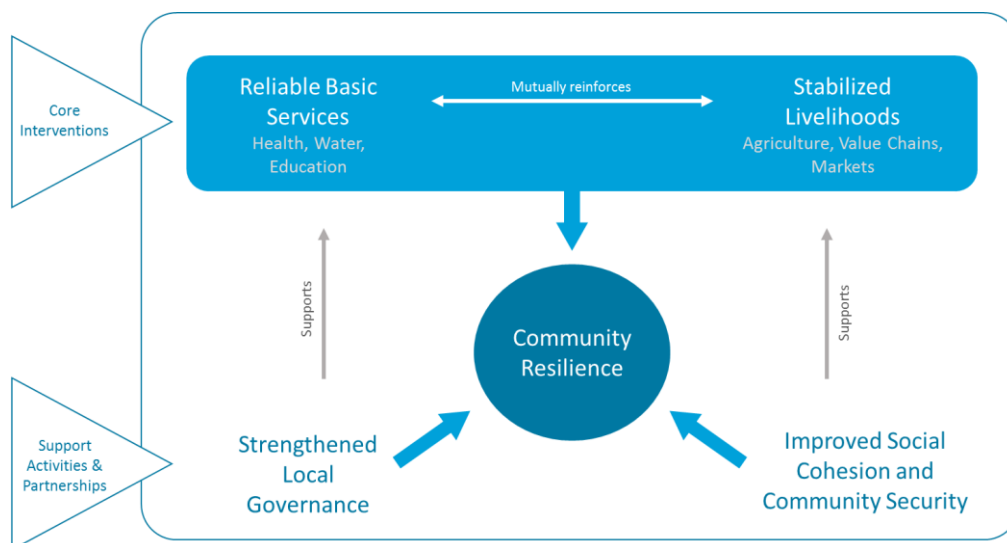 Core
Interventions
Reliable Basic
Services
Health, Water,
Education
Mutually reinforces
Stabilized
Livelihoods
Agriculture, Value Chains,
Markets
Supports
Community
Resilience
Supports
Support
Activities &
Partnerships
Strengthened
Local
Governance
Improved Social
Cohesion and
Community Security